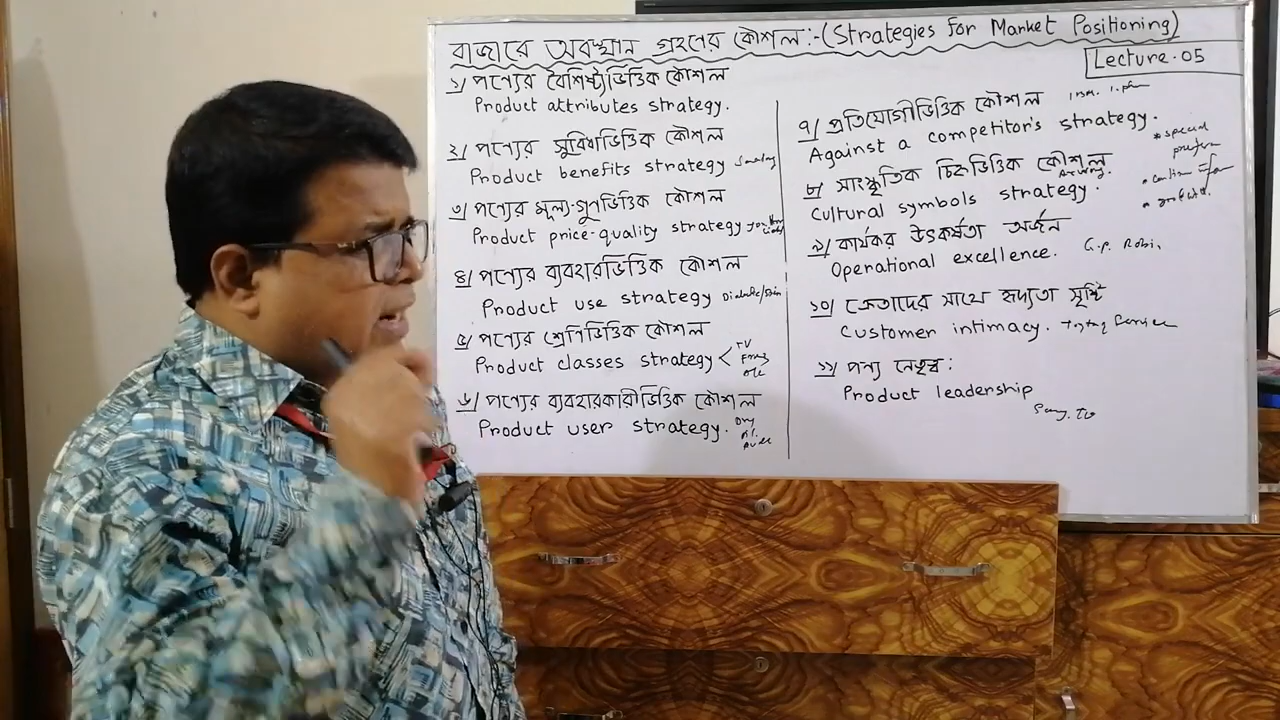 বাজারে অবস্থান গ্রহণের কৌশল:-(Strategies for Market Positioning)
Lecture.05
১/ পণ্যের বৈশিষ্ট্যভিত্তিক কৌশল
Product attributes strategy.
২/ পণ্যের সুবিধাভিত্তিক কৌশল
Product benefits strategy
৩/ পণ্যের মূল্য-গুণভিত্তিক কৌশল
Product price-quality strategy
৪/ পণ্যের ব্যবহারভিত্তিক কৌশল
Product use strategy
৫/ পণ্যের শ্রেণিভিত্তিক কৌশল
Product classes strategy < TV
৬/ পণ্যের ব্যবহারকারীভিত্তিক কৌশল
Product user strategy.
৭/ প্রতিযোগীভিত্তিক কৌশল
Against a competitor's strategy.
* special
৮/ সাংস্কৃতিক চিহ্নভিত্তিক কৌশল
Cultural symbols strategy.
৯/ কার্যকর উৎকর্ষতা অর্জন
Operational excellence. G.p. Robi,
১০/ ক্রেতাদের সাথে হৃদ্যতা সৃষ্টি
Customer intimacy.
১১/ পণ্য নেতৃত্ব:
Product leadership